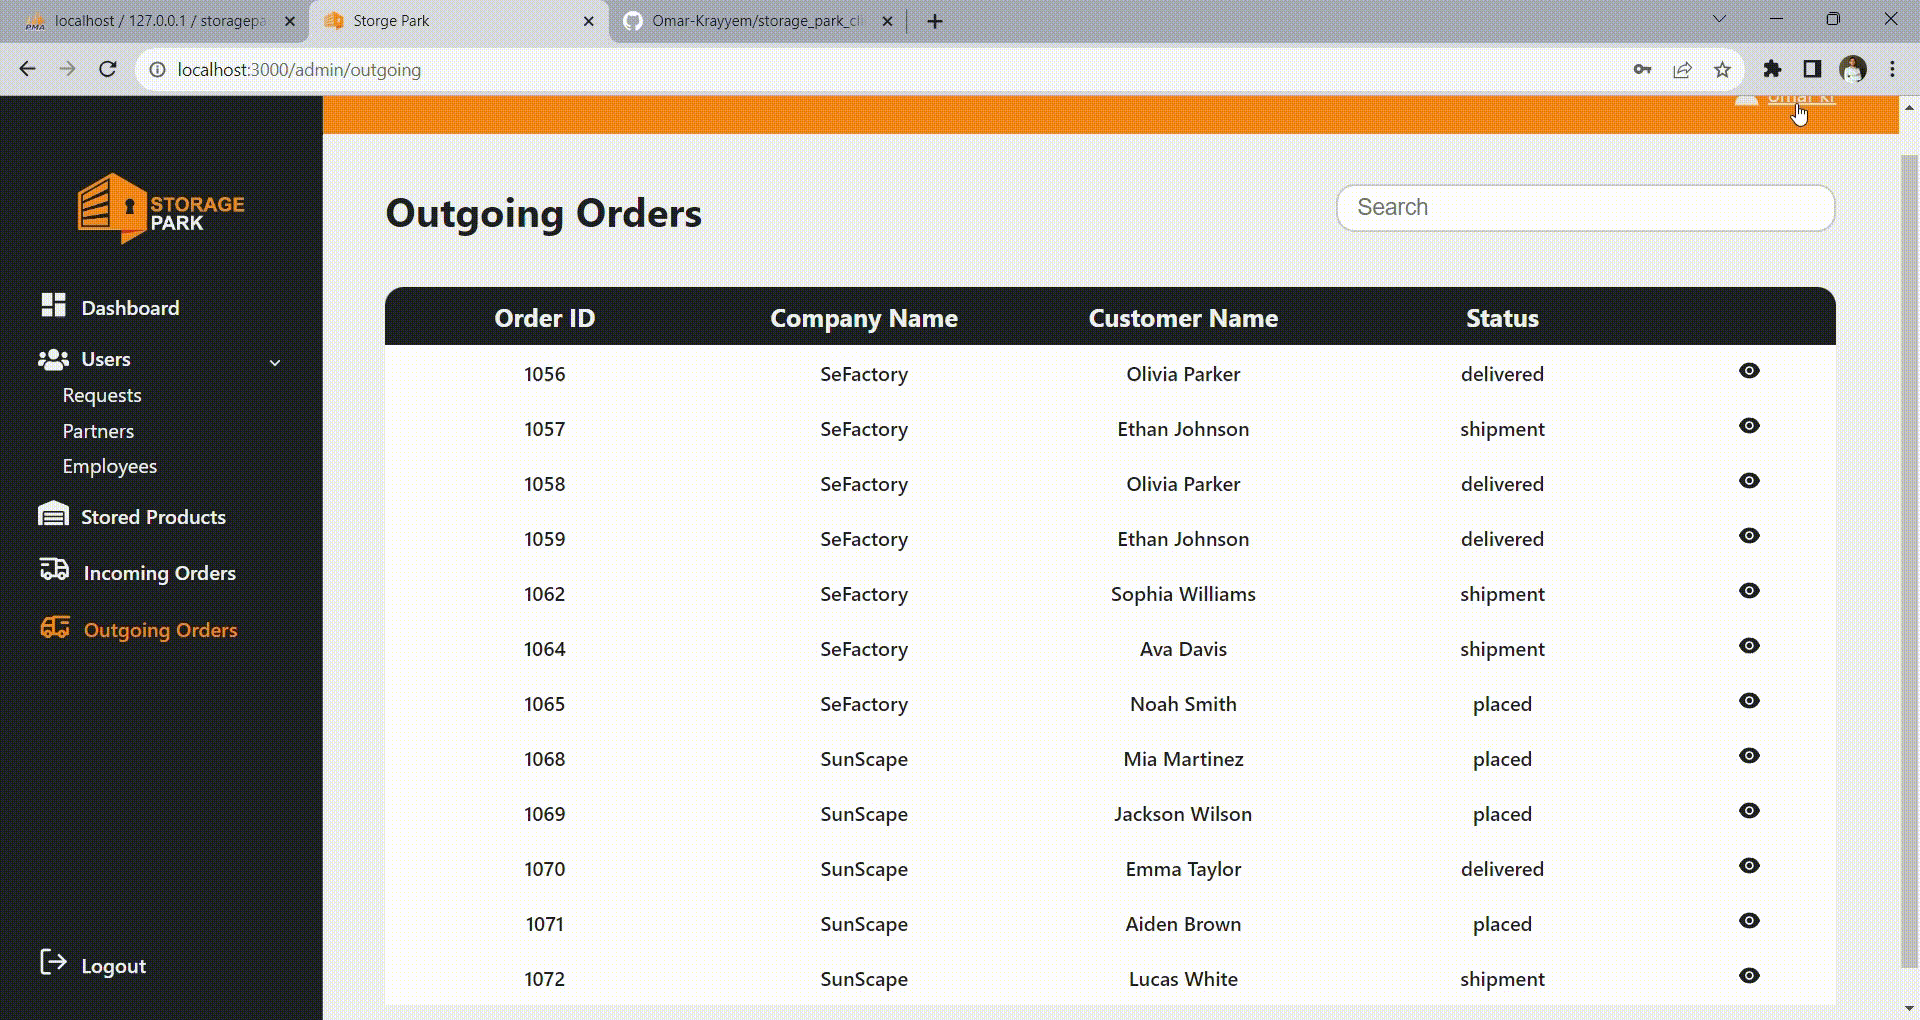 localhost / 127.0.0.1 / storagepa
Storge Park
Omar-Krayyem/storage_park_cli
localhost:3000/admin/outgoing
omar kr
STORAGE
PARK
Dashboard
Users
Requests
Partners
Employees
Stored Products
Incoming Orders
Outgoing Orders
Logout
Outgoing Orders
Search
Order ID Company Name Customer Name Status
1056 SeFactory Olivia Parker delivered
1057 SeFactory Ethan Johnson shipment
1058 SeFactory Olivia Parker delivered
1059 SeFactory Ethan Johnson delivered
1062 SeFactory Sophia Williams shipment
1064 SeFactory Ava Davis shipment
1065 SeFactory Noah Smith placed
1068 SunScape Mia Martinez placed
1069 SunScape Jackson Wilson placed
1070 SunScape Emma Taylor delivered
1071 SunScape Aiden Brown placed
1072 SunScape Lucas White shipment